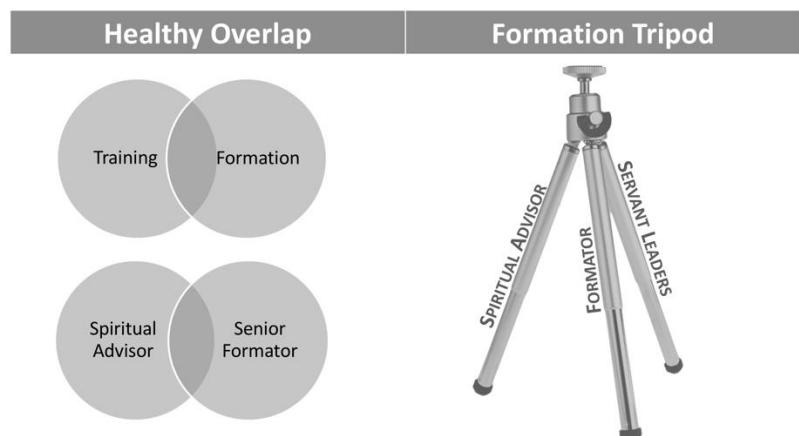 Healthy Overlap
Formation Tripod
Training
Formation
Spiritual
Advisor
Senior
Formator
SPIRITUAL ADVISOR
FORMATOR
SERVANT LEADERS